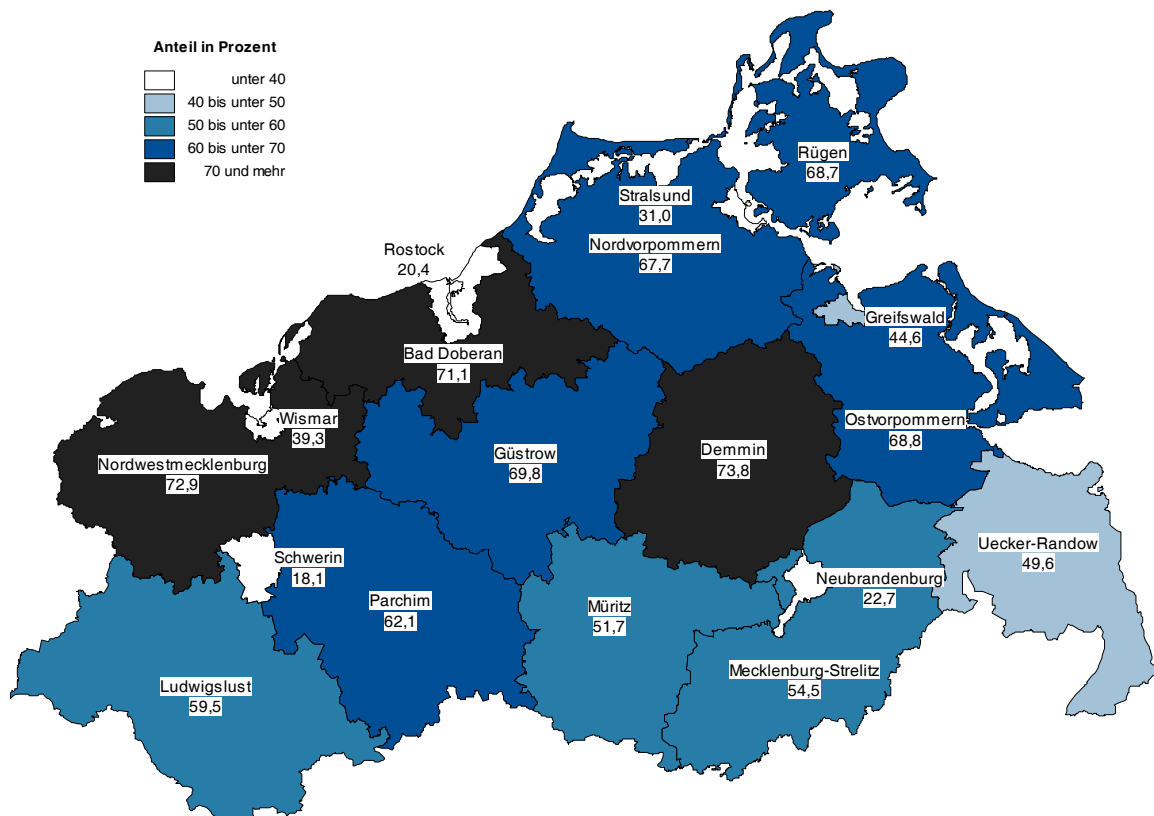 Anteil in Prozent
unter 40
40 bis unter 50
50 bis unter 60
60 bis unter 70
70 und mehr
Rügen
68,7
Stralsund
31,0
Nordvorpommern
67,7
Rostock
20,4
Greifswald
44,6
Bad Doberan
71,1
Wismar
39,3
Ostvorpommern
68,8
Nordwestmecklenburg
72,9
Güstrow
69,8
Demmin
73,8
Uecker-Randow
49,6
Schwerin
18,1
Neubrandenburg
22,7
Parchim
62,1
Müritz
51,7
Mecklenburg-Strelitz
54,5
Ludwigslust
59,5